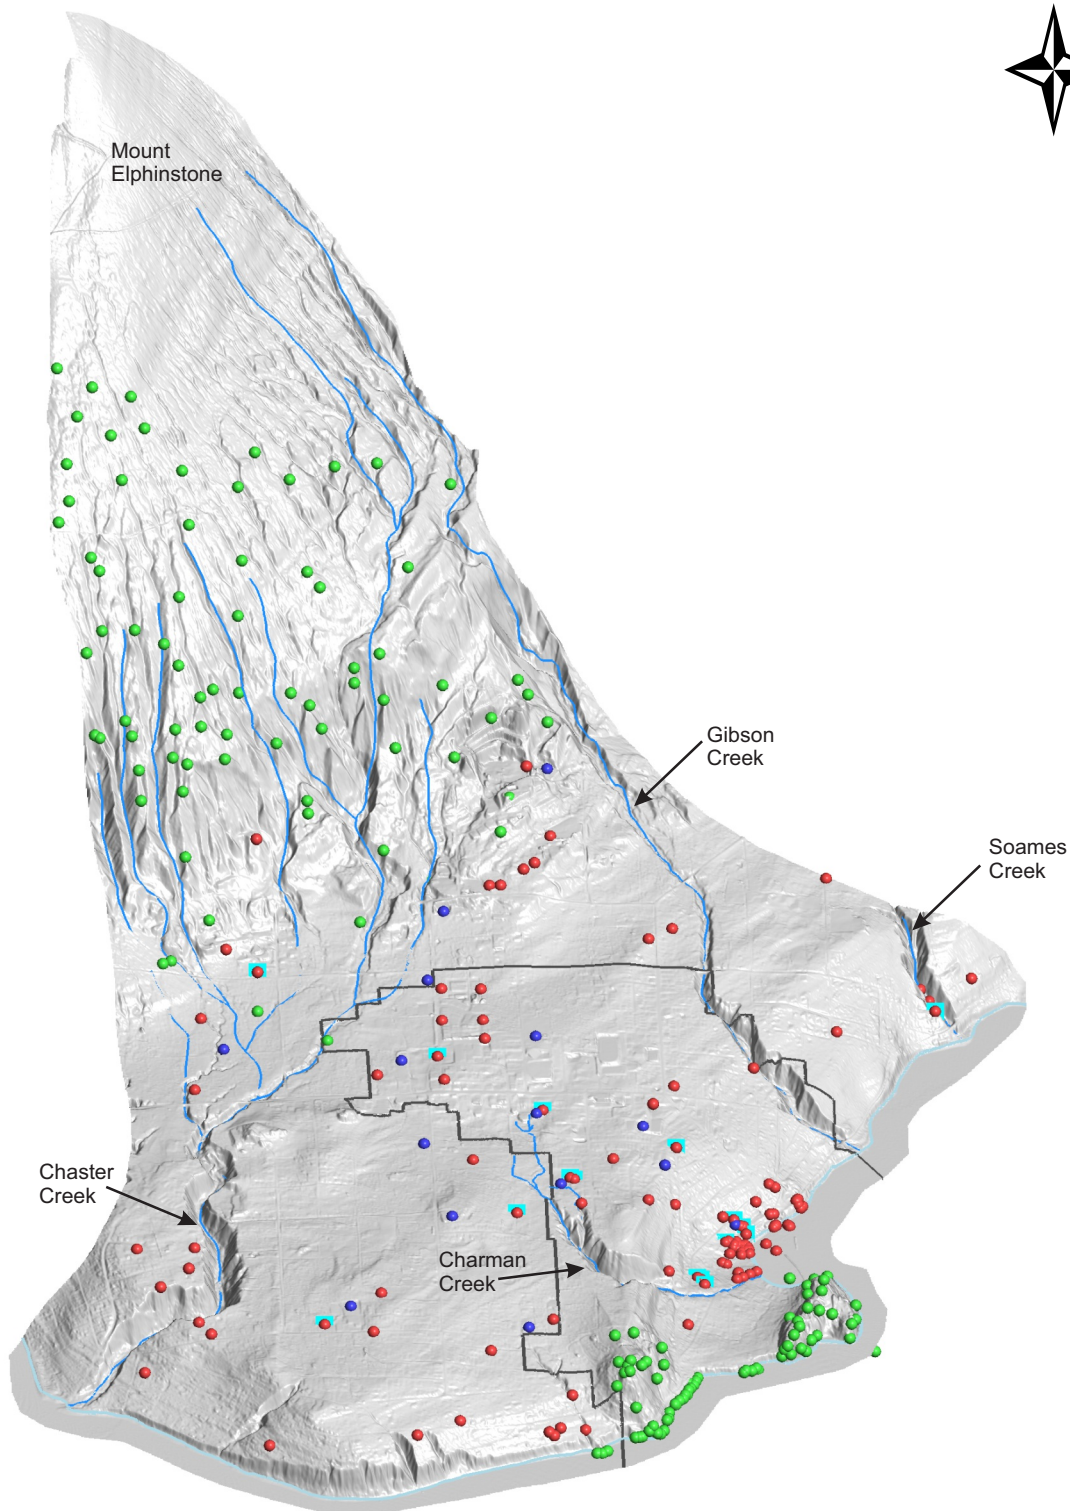 Mount
Elphinstone
Gibson
Creek
Soames
Creek
Chaster
Creek
Charman
Creek